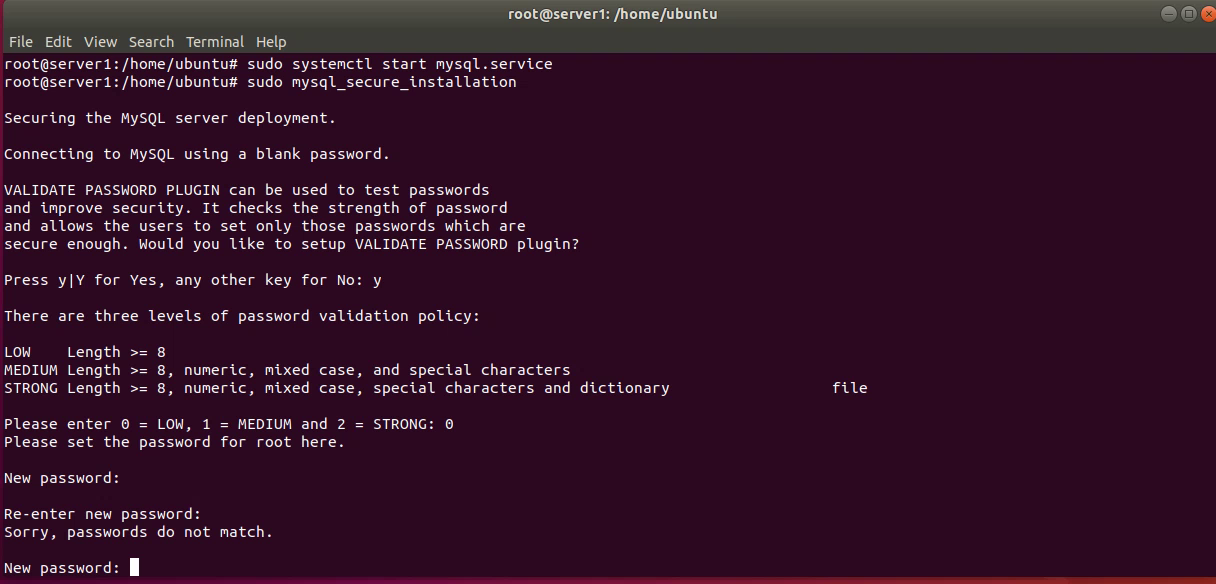 root@server1: /home/ubuntu
File Edit View Search Terminal Help
root@server1:/home/ubuntu# sudo systemctl start mysql.service
root@server1:/home/ubuntu# sudo mysql_secure_installation
Securing the MySQL server deployment.
Connecting to MySQL using a blank password.
VALIDATE PASSWORD PLUGIN can be used to test passwords
and improve security. It checks the strength of password
and allows the users to set only those passwords which are
secure enough. Would you like to setup VALIDATE PASSWORD plugin?
Press y|Y for Yes, any other key for No: y
There are three levels of password validation policy:
LOW    Length >= 8
MEDIUM Length >= 8, numeric, mixed case, and special characters
STRONG Length >= 8, numeric, mixed case, special characters and dictionary                  file
Please enter 0 = LOW, 1 = MEDIUM and 2 = STRONG: 0
Please set the password for root here.
New password:
Re-enter new password:
Sorry, passwords do not match.
New password: